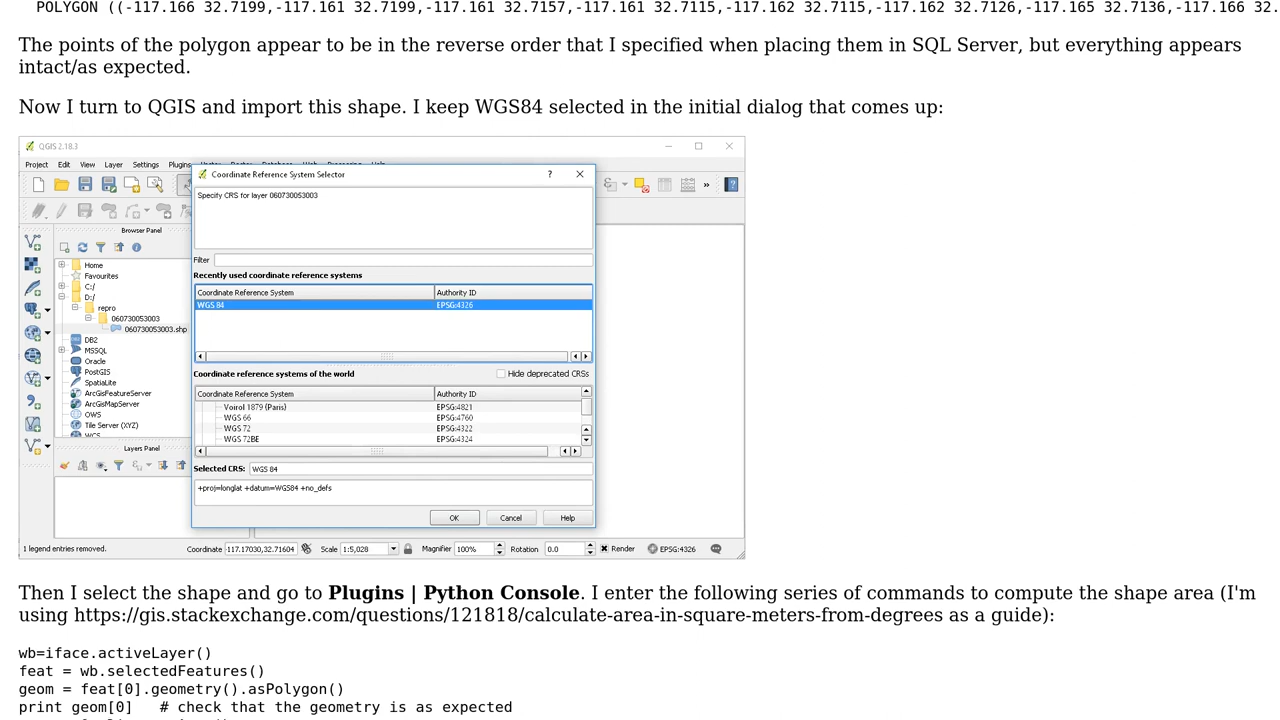 POLYGON ((-117.166 32.7199,-117.161 32.7199,-117.161 32.7157,-117.161 32.7115,-117.162 32.7115,-117.162 32.7126,-117.165 32.7136,-117.166 32.
The points of the polygon appear to be in the reverse order that I specified when placing them in SQL Server, but everything appears
intact/as expected.
Now I turn to QGIS and import this shape. I keep WGS84 selected in the initial dialog that comes up:
QGIS 2.18.3
Project Edit View Layer Settings Plugins
Coordinate Reference System Selector
Specify CRS for layer 060730053003
Browser Panel
Filter
Recently used coordinate reference systems
Home
Favourites
C:/
D:/
repro
060730053003
060730053003.shp
DB2
MSSQL
Oracle
PostGIS
SpatiaLite
ArcGisFeatureServer
ArcGisMapServer
OWS
Tile Server (XYZ)
WCS
Coordinate Reference System Authority ID
WGS 84 EPSG:4326
Coordinate reference systems of the world Hide deprecated CRSs
Coordinate Reference System Authority ID
Voirol 1879 (Paris) EPSG:4821
WGS 66 EPSG:4760
WGS 72 EPSG:4322
WGS 72BE EPSG:4324
Layers Panel
Selected CRS: WGS 84
+proj=longlat +datum=WGS84 +no_defs
OK Cancel Help
1 legend entries removed. Coordinate -117.17030,32.71604 Scale 1:5,028 Magnifier 100% Rotation 0.0 Render EPSG:4326
Then I select the shape and go to Plugins | Python Console. I enter the following series of commands to compute the shape area (I'm
using https://gis.stackexchange.com/questions/121818/calculate-area-in-square-meters-from-degrees as a guide):
wb=iface.activeLayer()
feat = wb.selectedFeatures()
geom = feat[0].geometry().asPolygon()
print geom[0] # check that the geometry is as expected